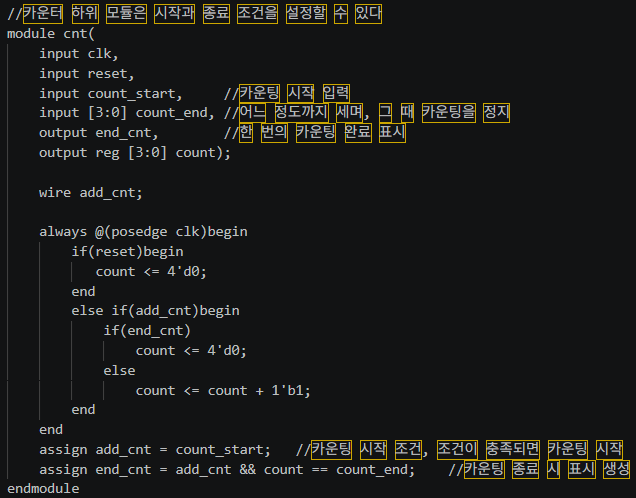 //카운터 하위 모듈은 시작과 종료 조건을 설정할 수 있다
module cnt(
    input clk,
    input reset,
    input count_start,     //카운팅 시작 입력
    input [3:0] count_end, //어느 정도까지 세며, 그 때 카운팅을 정지
    output end_cnt,        //한 번의 카운팅 완료 표시
    output reg [3:0] count);

    wire add_cnt;

    always @(posedge clk)begin
        if(reset)begin
           count <= 4'd0;
        end
        else if(add_cnt)begin
            if(end_cnt)
                count <= 4'd0;
            else
                count <= count + 1'b1;
        end
    end
    assign add_cnt = count_start;   //카운팅 시작 조건, 조건이 충족되면 카운팅 시작
    assign end_cnt = add_cnt && count == count_end;    //카운팅 종료 시 표시 생성
endmodule